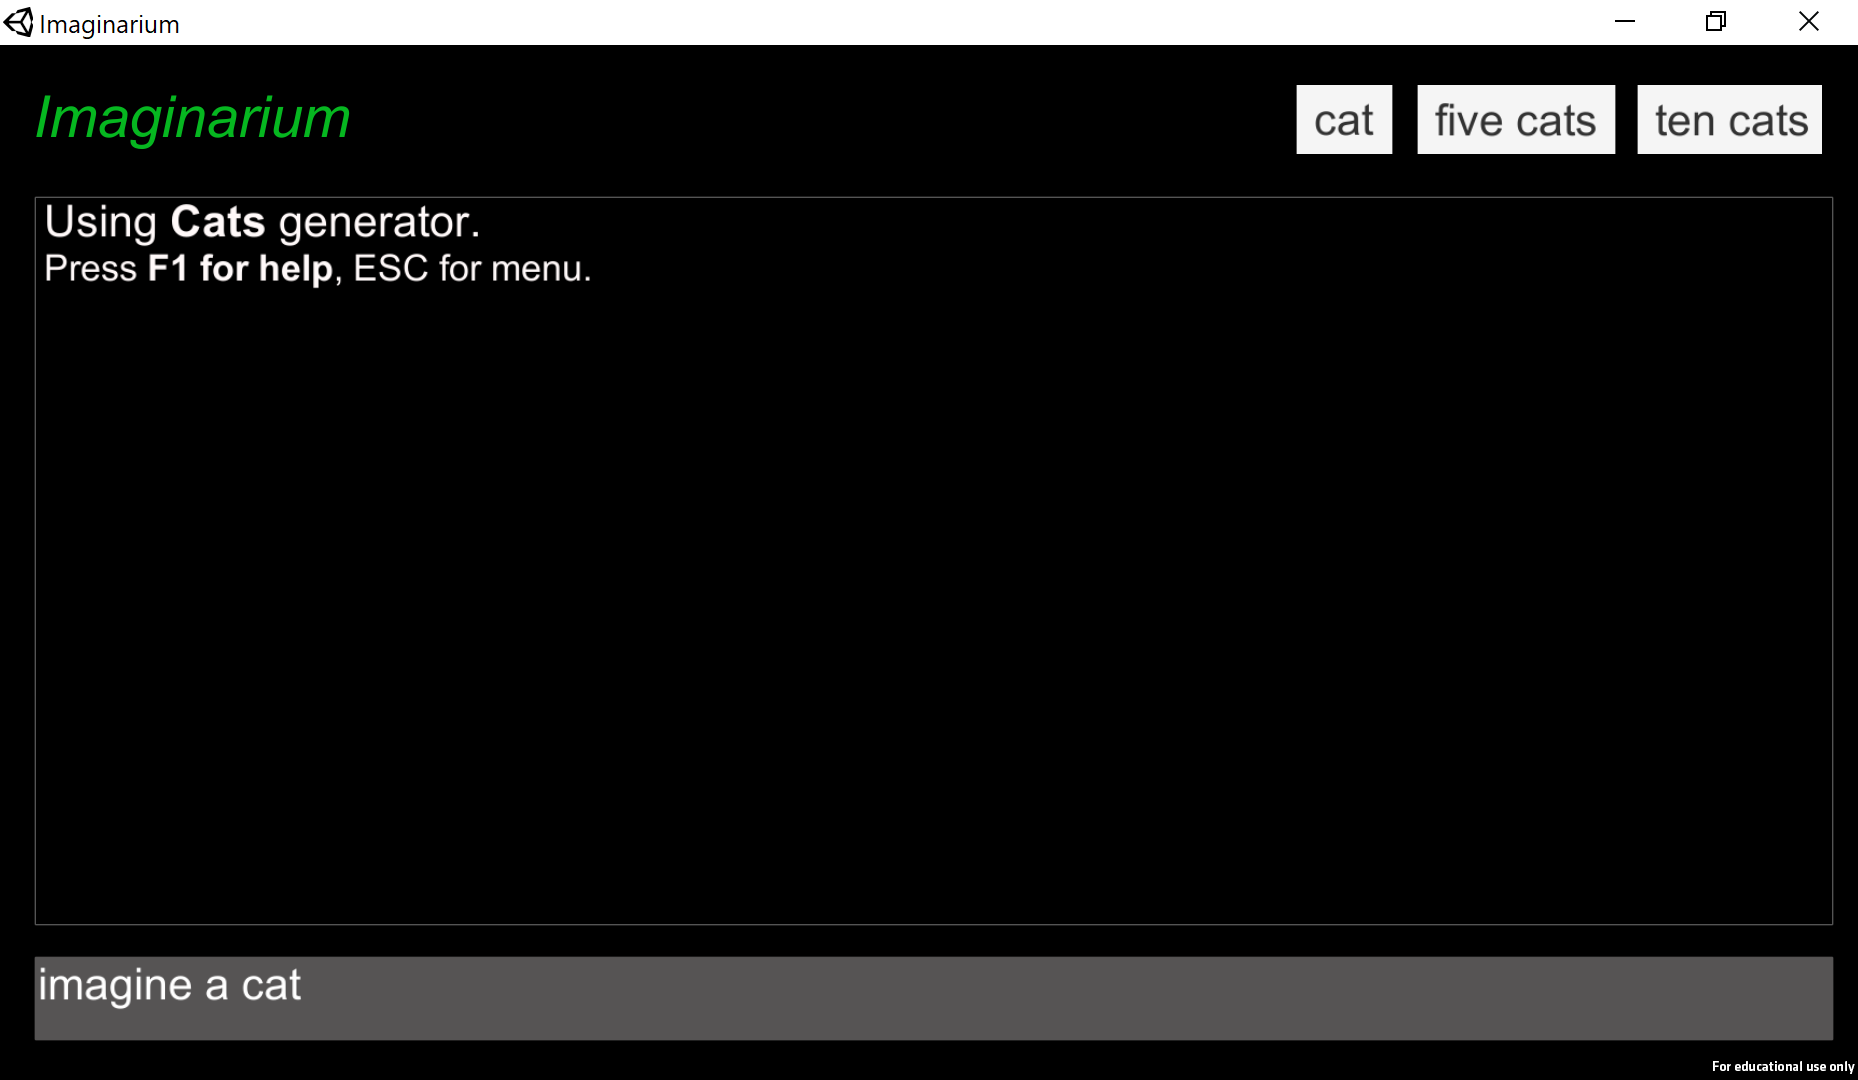 Imaginarium
Imaginarium
cat
five cats
ten cats
Using Cats generator.
Press F1 for help, ESC for menu.
imagine a cat
For educational use only